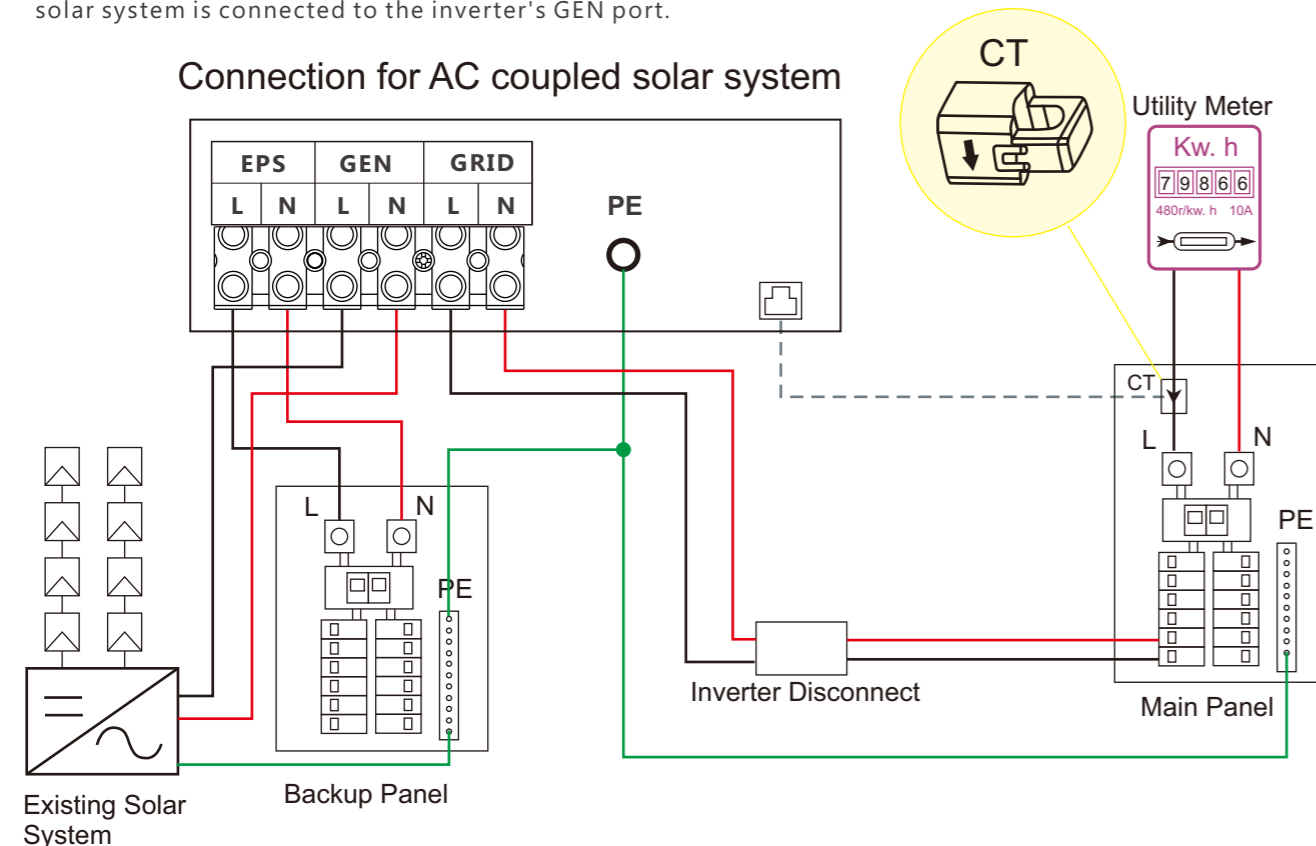 solar system is connected to the inverter's GEN port.
Connection for AC coupled solar system
CT
Utility Meter
Kw. h
79866
480r/kw. h 10A
EPS GEN GRID
L N L N L N
PE
CT
L N
PE
L N
PE
Inverter Disconnect
Main Panel
Backup Panel
Existing Solar
System